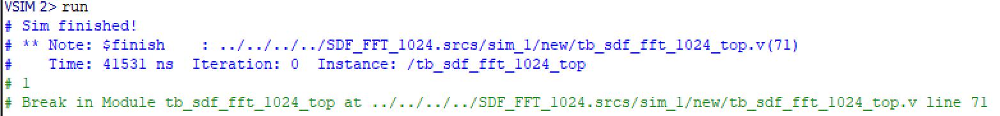 VSIM 2> run
# Sim finished!
# ** Note: $finish    : ../../../../SDF_FFT_1024.srcs/sim_1/new/tb_sdf_fft_1024_top.v(71)
#    Time: 41531 ns  Iteration: 0  Instance: /tb_sdf_fft_1024_top
# 1
# Break in Module tb_sdf_fft_1024_top at ../../../../SDF_FFT_1024.srcs/sim_1/new/tb_sdf_fft_1024_top.v line 71